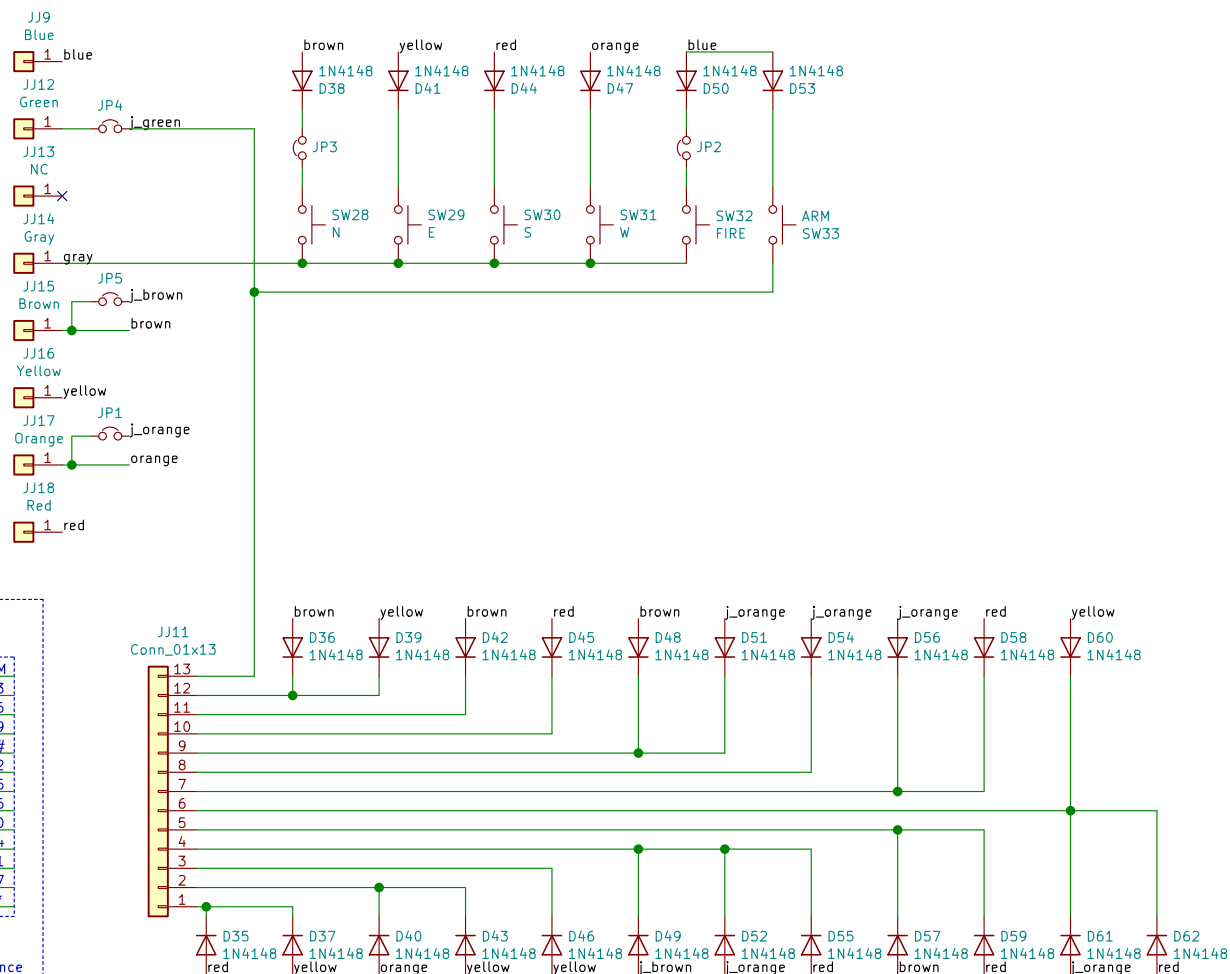 JJ9
Blue
1 blue
JJ12
Green
1
JP4
j_green
JJ13
NC
1
JJ14
Gray
1 gray
JJ15
Brown
1
JP5
j_brown
brown
JJ16
Yellow
1 yellow
JJ17
Orange
1
JP1
j_orange
orange
JJ18
Red
1 red
brown yellow red orange blue
1N4148 1N4148 1N4148 1N4148 1N4148 1N4148
D38 D41 D44 D47 D50 D53
JP3 JP2
SW28 SW29 SW30 SW31 SW32 ARM
N E S W FIRE SW33
brown yellow brown red brown j_orange j_orange j_orange red yellow
D36 D39 D42 D45 D48 D51 D54 D56 D58 D60
1N4148 1N4148 1N4148 1N4148 1N4148 1N4148 1N4148 1N4148 1N4148 1N4148
JJ11
Conn_01x13
13
12
11
10
9
8
7
6
5
4
3
2
1
D35 D37 D40 D43 D46 D49 D52 D55 D57 D59 D61 D62
1N4148 1N4148 1N4148 1N4148 1N4148 1N4148 1N4148 1N4148 1N4148 1N4148 1N4148 1N4148
red yellow orange yellow yellow j_brown j_orange red brown red j_orange red